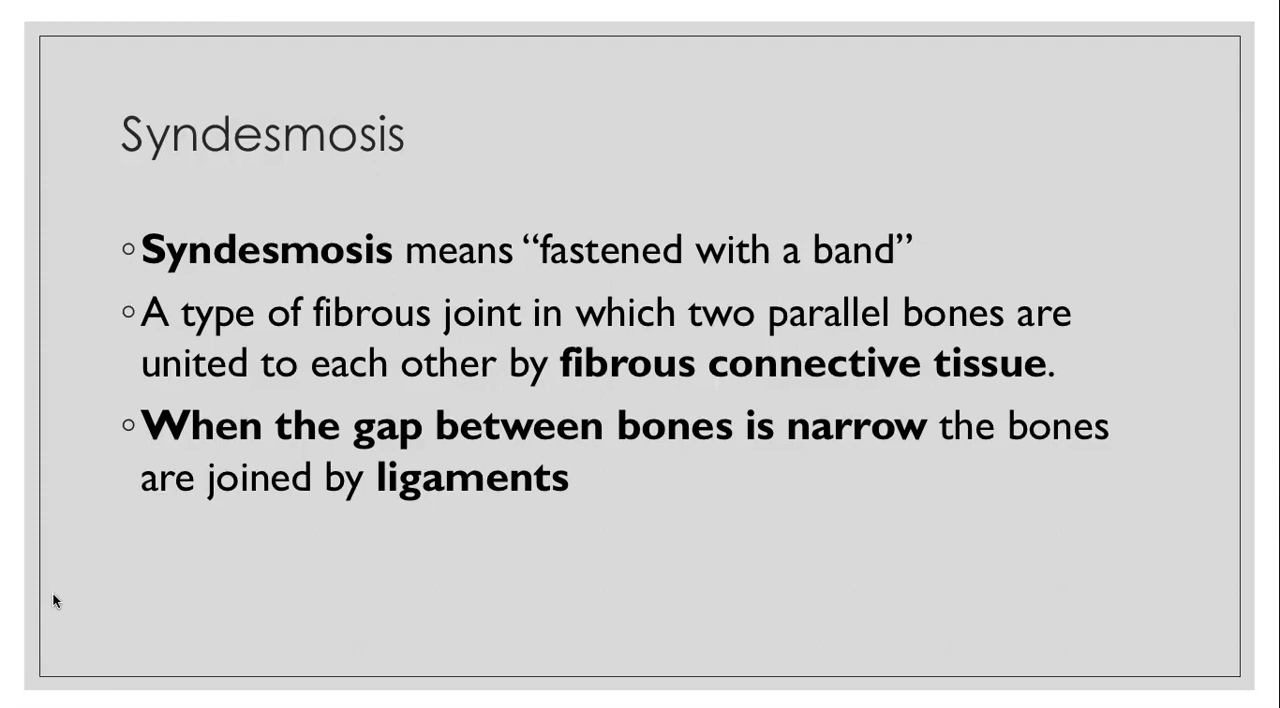 Syndesmosis
◦Syndesmosis means “fastened with a band”
◦A type of fibrous joint in which two parallel bones are
united to each other by fibrous connective tissue.
◦When the gap between bones is narrow the bones
are joined by ligaments